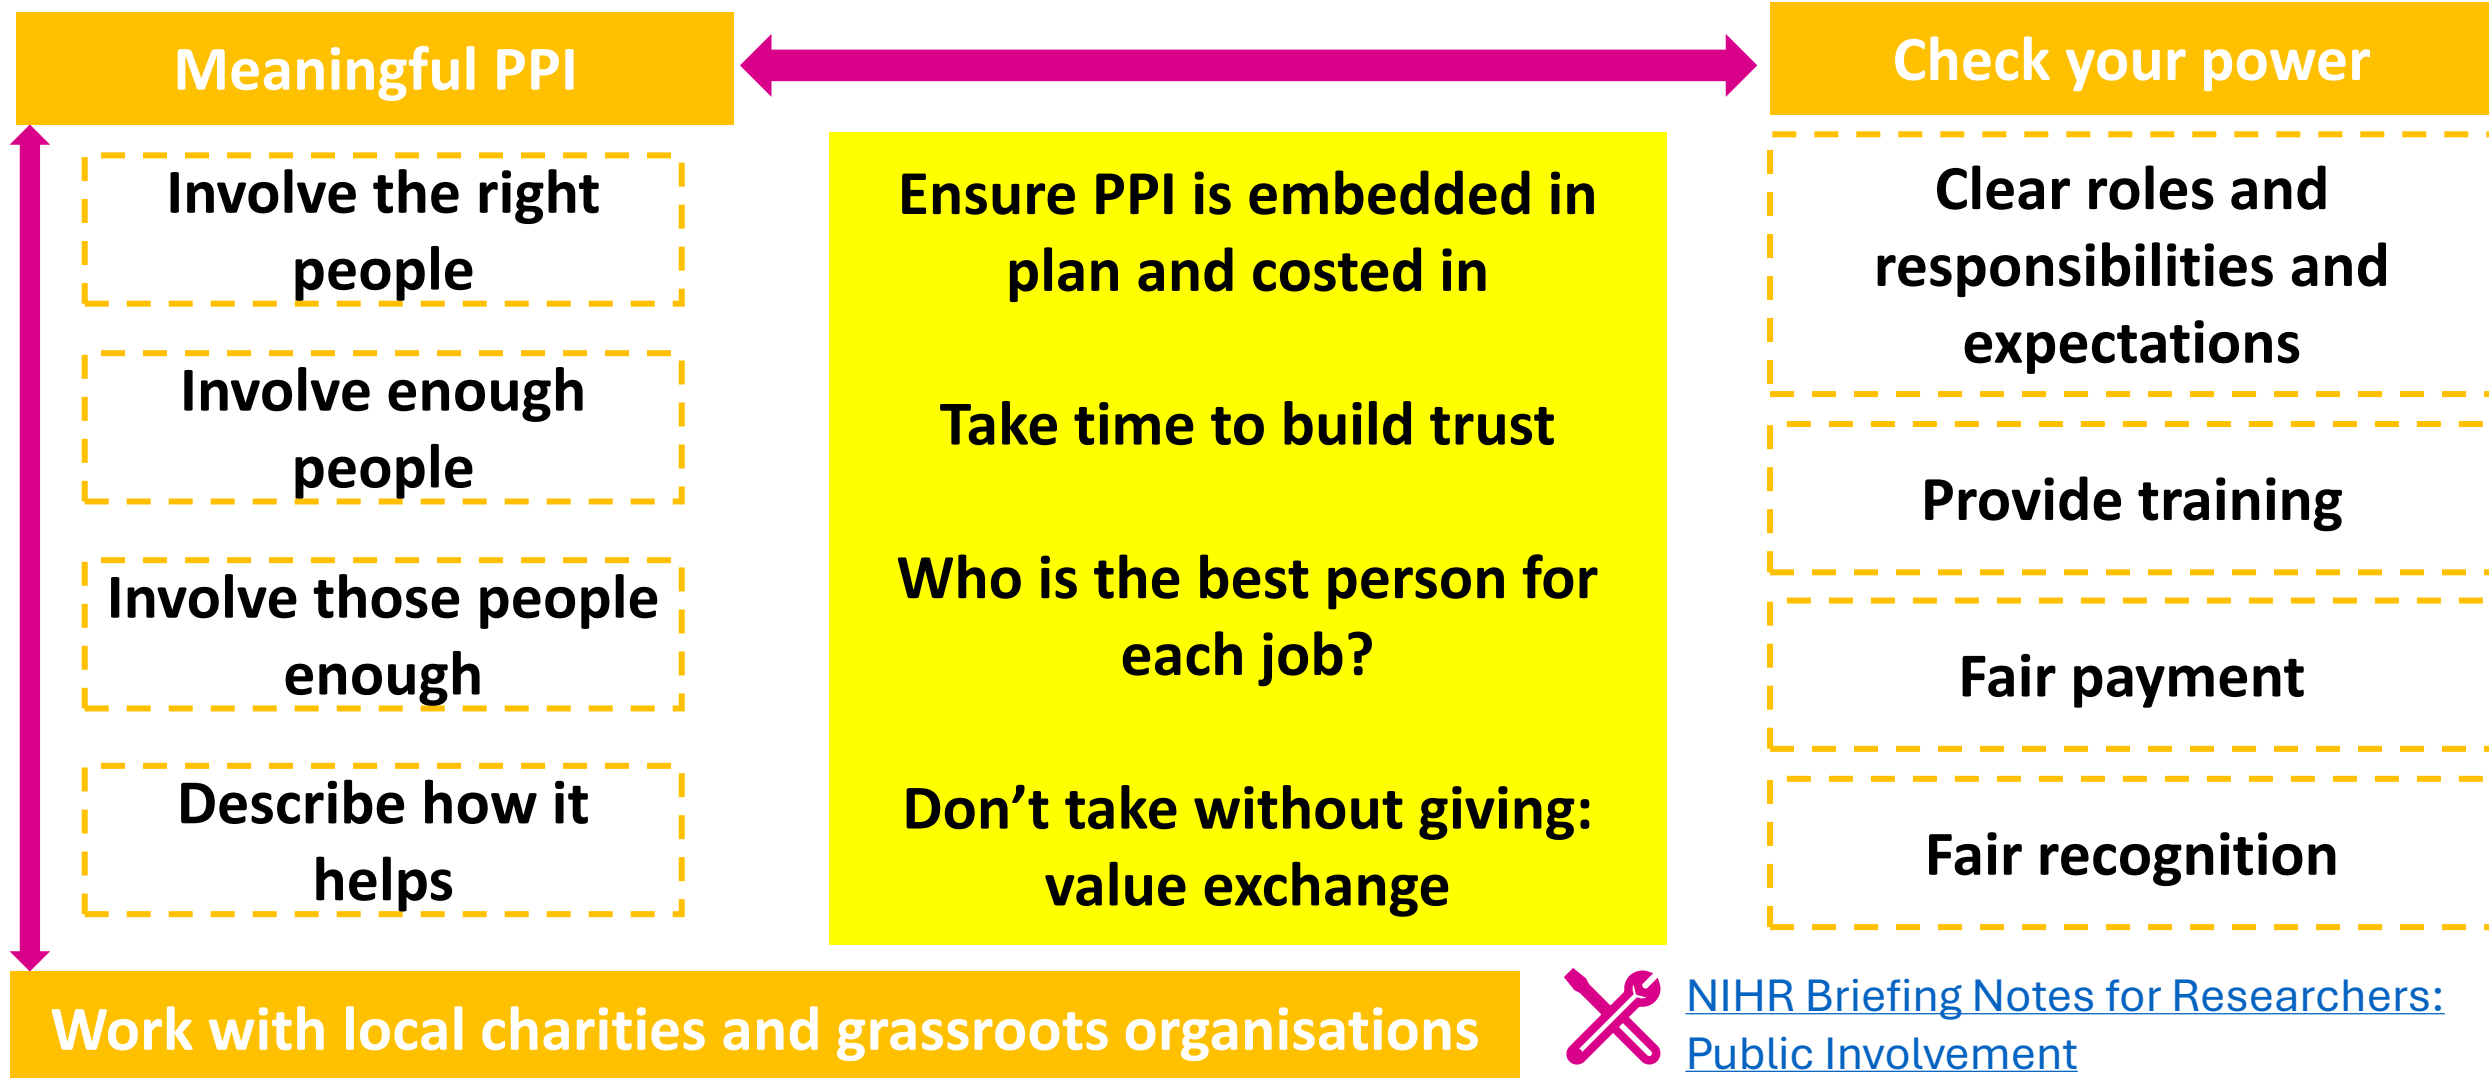 Meaningful PPI
Involve the right
people
Involve enough
people
Involve those people
enough
Describe how it
helps
Ensure PPI is embedded in
plan and costed in
Take time to build trust
Who is the best person for
each job?
Don’t take without giving:
value exchange
Check your power
Clear roles and
responsibilities and
expectations
Provide training
Fair payment
Fair recognition
Work with local charities and grassroots organisations
NIHR Briefing Notes for Researchers:
Public Involvement